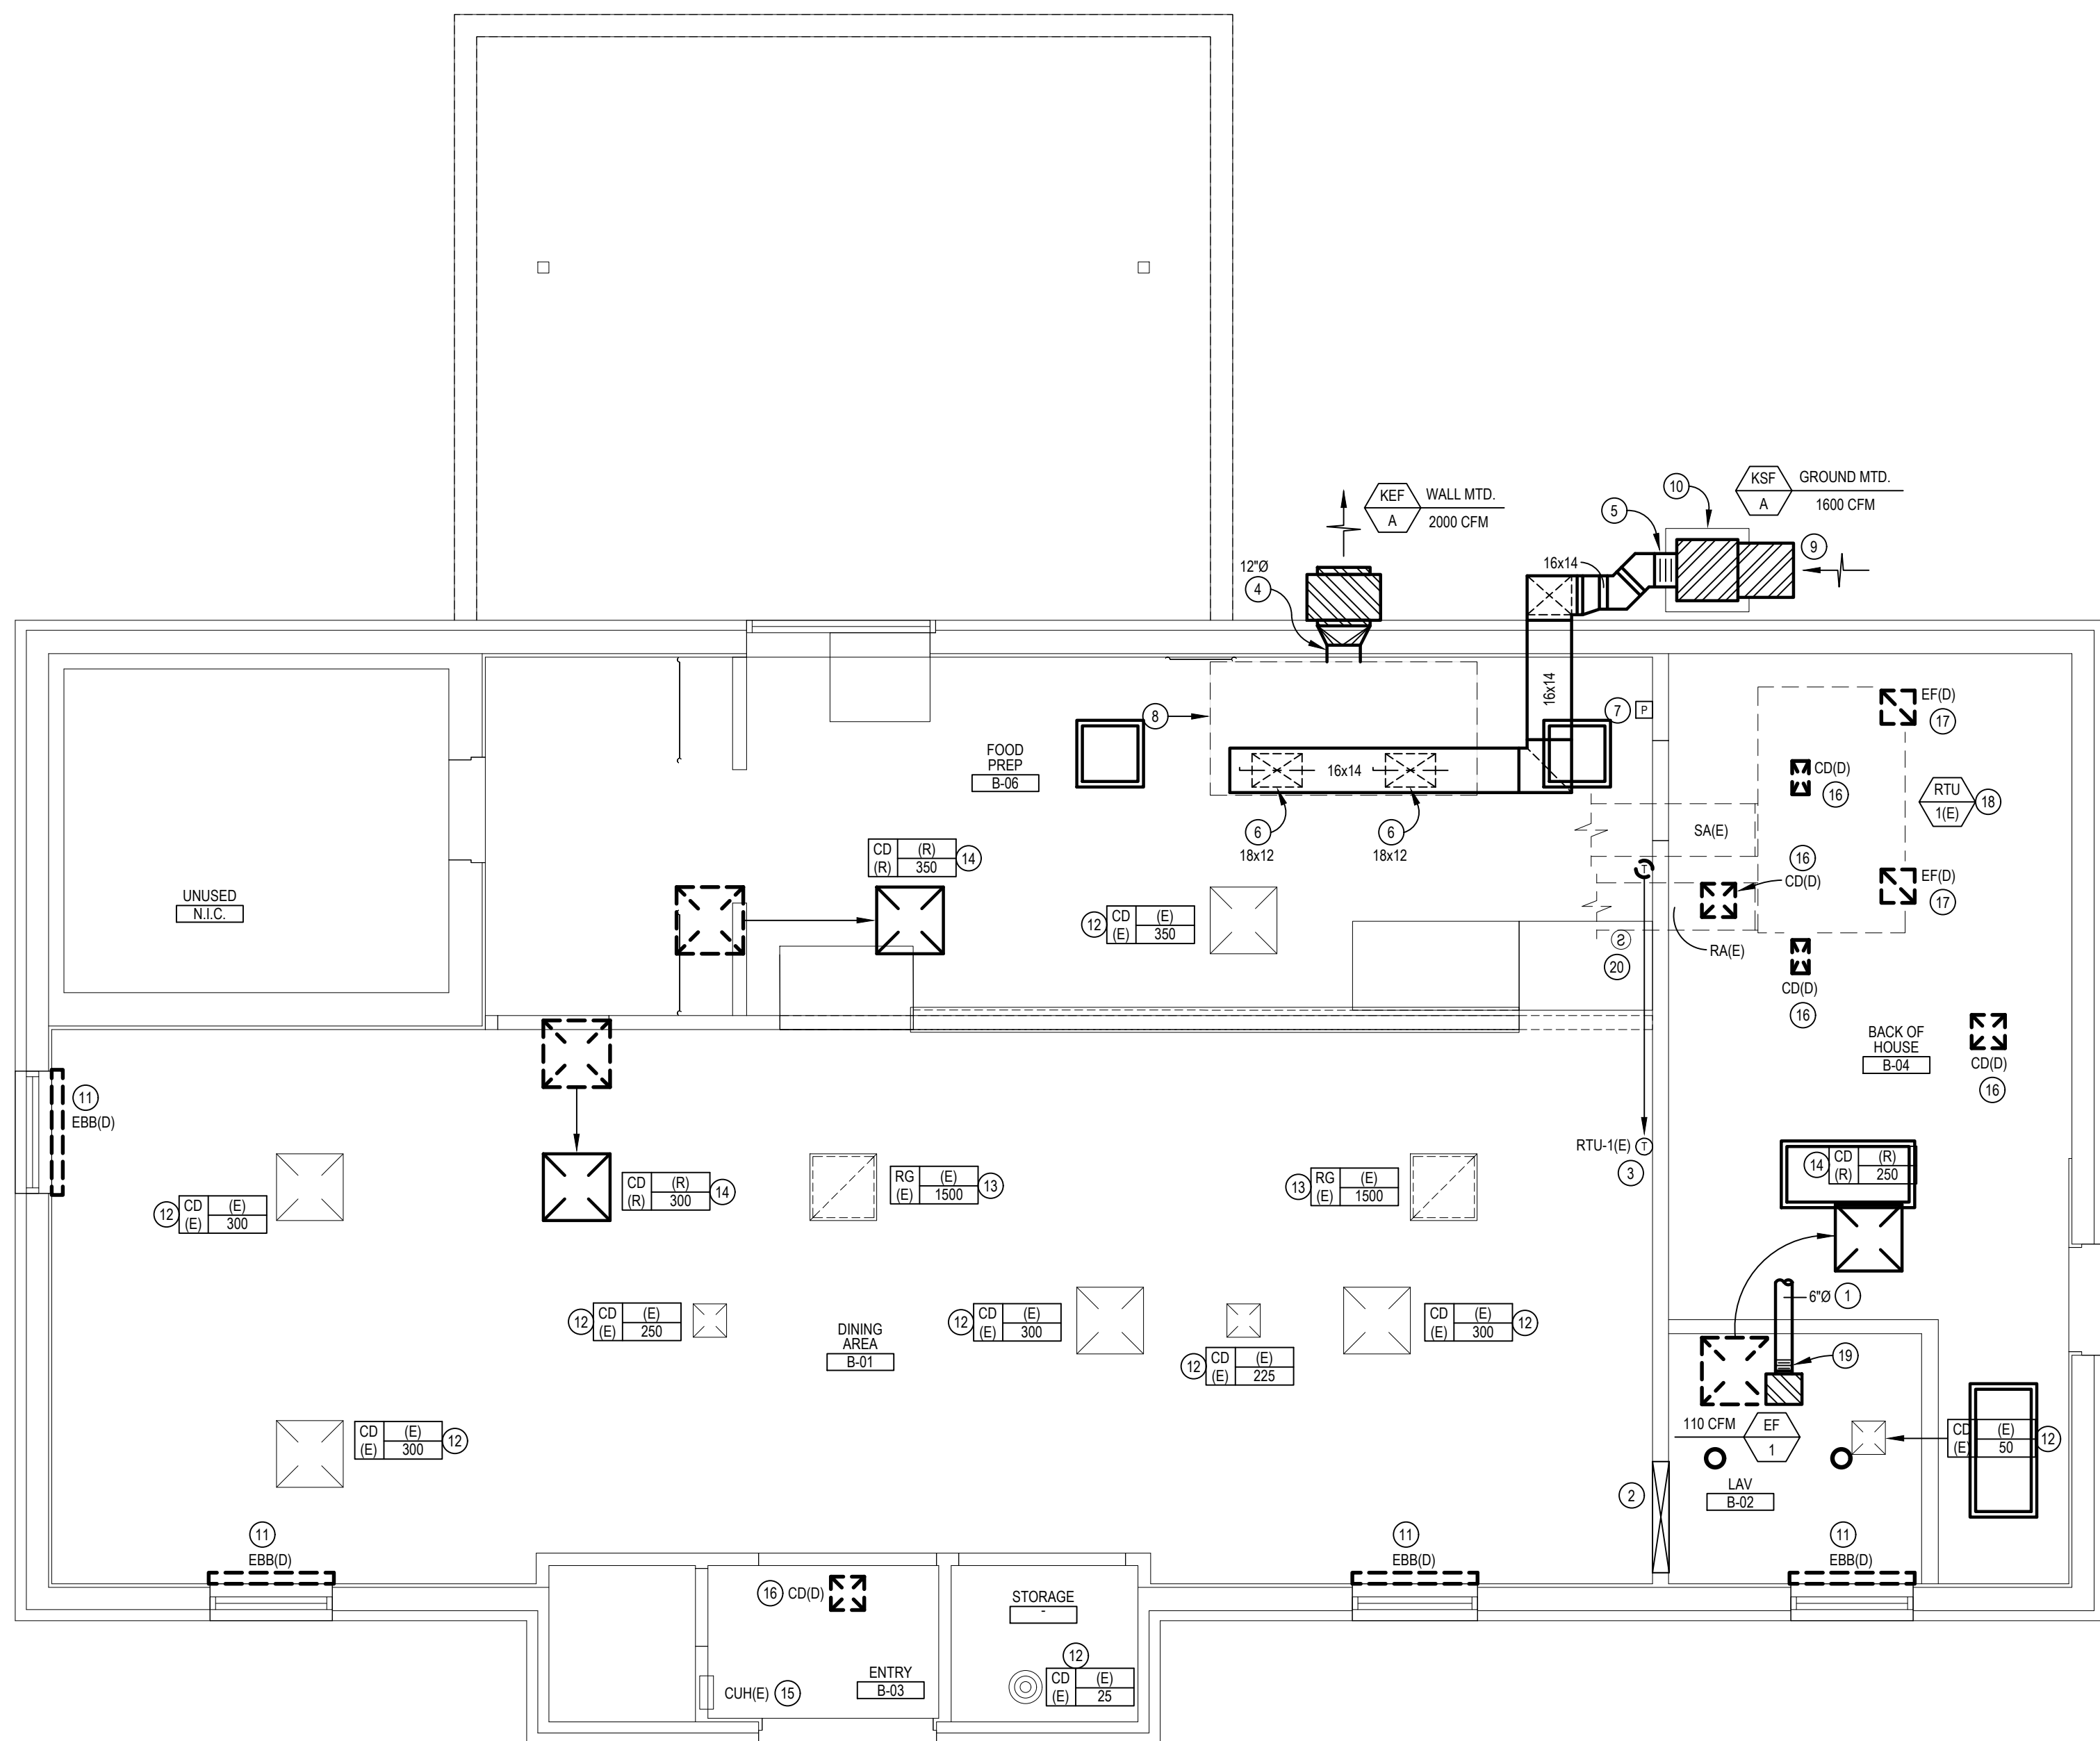 KEF
A
WALL MTD.
2000 CFM
10
KSF
A
GROUND MTD.
1600 CFM
5
9
16x14
12"Ø
4
16x14
7
P
8
16x14
6
18x12
6
18x12
FOOD
PREP
B-06
EF(D)
17
CD(D)
16
RTU
1(E)
18
SA(E)
16
CD(D)
EF(D)
17
RA(E)
CD(D)
16
T
S
20
CD (R)
(R) 350
14
12
CD (E)
(E) 350
UNUSED
N.I.C.
BACK OF
HOUSE
B-04
CD(D)
16
11
EBB(D)
RTU-1(E)
T
3
14
CD (R)
(R) 250
12
CD (E)
(E) 300
CD (R)
(R) 300
14
RG (E)
(E) 1500
13
13
RG (E)
(E) 1500
6"Ø
1
12
CD (E)
(E) 250
DINING
AREA
B-01
12
CD (E)
(E) 300
12
CD (E)
(E) 225
CD (E)
(E) 300
12
19
CD (E)
(E) 300
12
110 CFM
EF
1
CD (E)
(E) 50
12
2
LAV
B-02
11
EBB(D)
11
EBB(D)
11
EBB(D)
16
CD(D)
STORAGE
-
12
CD (E)
(E) 25
CUH(E)
15
ENTRY
B-03